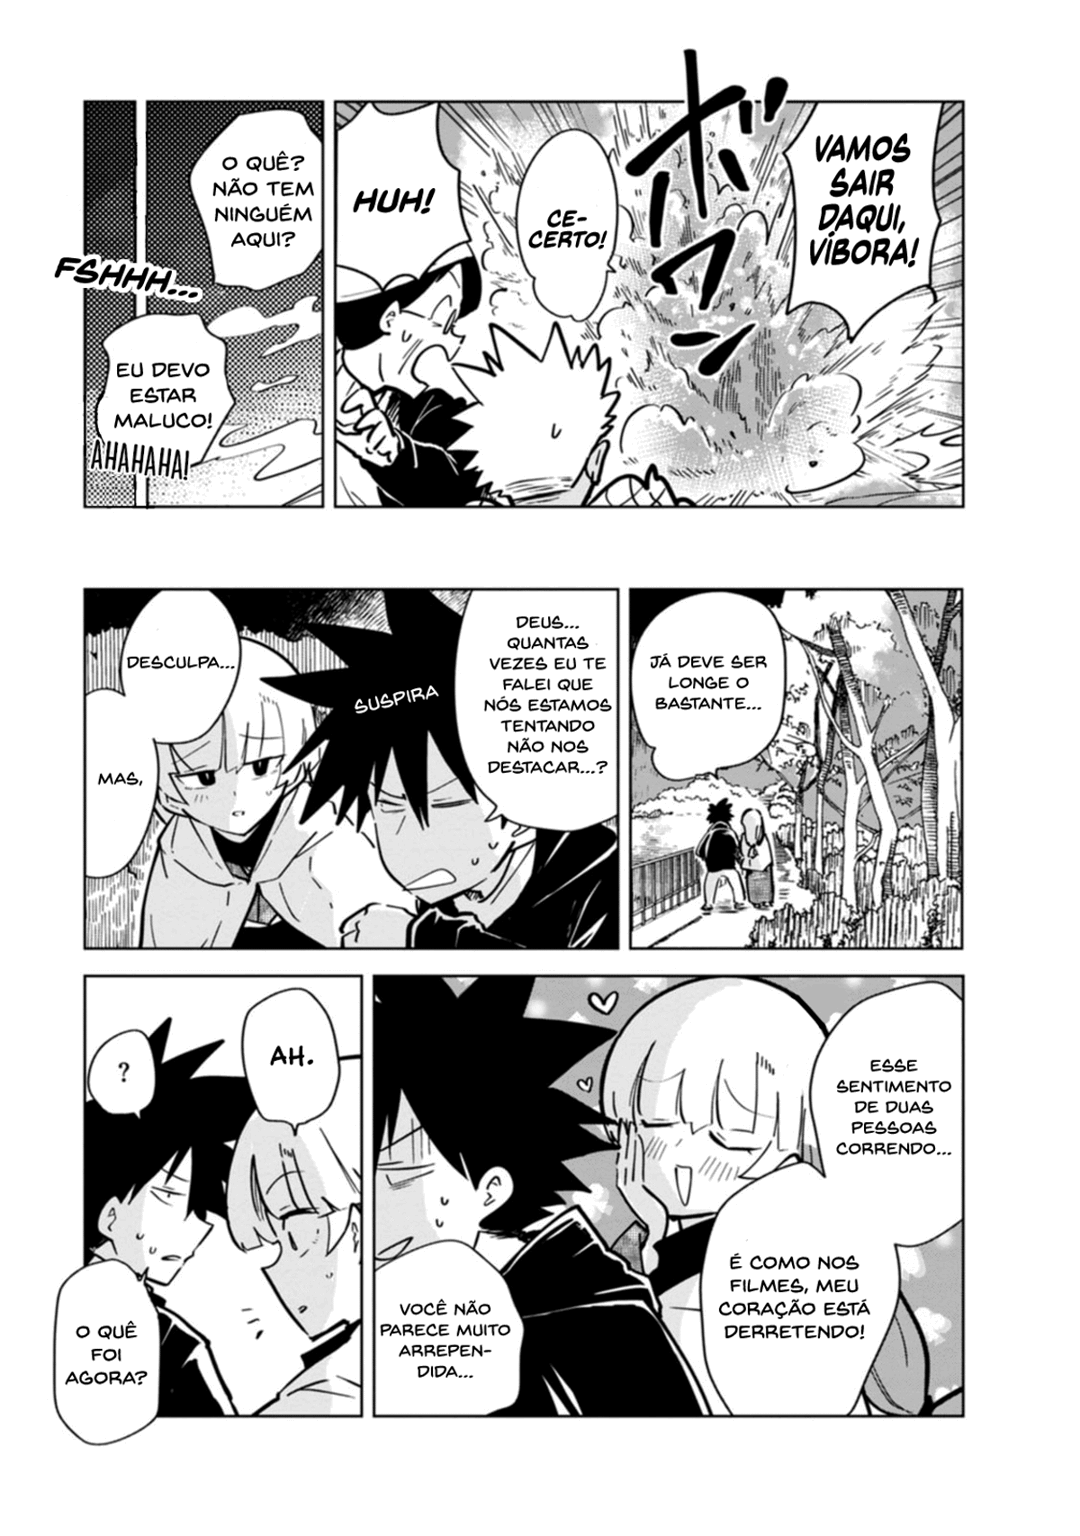 VAMOS
SAIR
DAQUI,
VÍBORA!
ボンッ
CE-
CERTO!
HUH!
O QUÊ?
NÃO TEM
NINGUÉM
AQUI?
FSHHH...
EU DEVO
ESTAR
MALUCO!
AHAHAHA!
JÁ DEVE SER
LONGE O
BASTANTE...
DEUS...
QUANTAS
VEZES EU TE
FALEI QUE
NÓS ESTAMOS
TENTANDO
NÃO NOS
DESTACAR...?
SUSPIRA
DESCULPA...
MAS,
ESSE
SENTIMENTO
DE DUAS
PESSOAS
CORRENDO...
É COMO NOS
FILMES, MEU
CORAÇÃO ESTÁ
DERRETENDO!
VOCÊ NÃO
PARECE MUITO
ARREPEN-
DIDA...
AH.
?
O QUÊ
FOI
AGORA?